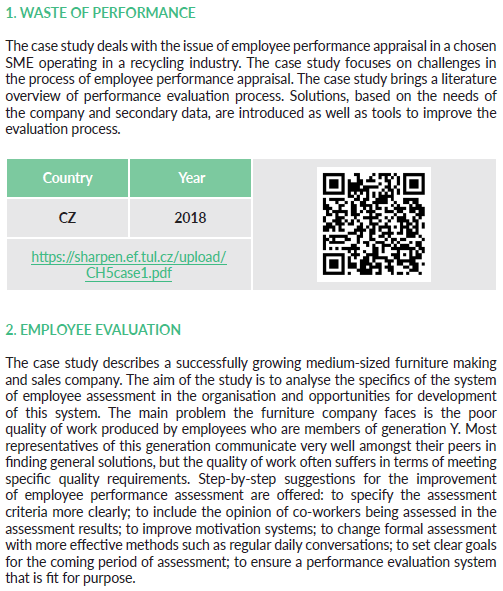 1. WASTE OF PERFORMANCE
The case study deals with the issue of employee performance appraisal in a chosen
SME operating in a recycling industry. The case study focuses on challenges in
the process of employee performance appraisal. The case study brings a literature
overview of performance evaluation process. Solutions, based on the needs of
the company and secondary data, are introduced as well as tools to improve the
evaluation process.
Country Year
CZ 2018
https://sharpen.ef.tul.cz/upload/
CH5case1.pdf
2. EMPLOYEE EVALUATION
The case study describes a successfully growing medium-sized furniture making
and sales company. The aim of the study is to analyse the specifics of the system
of employee assessment in the organisation and opportunities for development
of this system. The main problem the furniture company faces is the poor
quality of work produced by employees who are members of generation Y. Most
representatives of this generation communicate very well amongst their peers in
finding general solutions, but the quality of work often suffers in terms of meeting
specific quality requirements. Step-by-step suggestions for the improvement
of employee performance assessment are offered: to specify the assessment
criteria more clearly; to include the opinion of co-workers being assessed in the
assessment results; to improve motivation systems; to change formal assessment
with more effective methods such as regular daily conversations; to set clear goals
for the coming period of assessment; to ensure a performance evaluation system
that is fit for purpose.